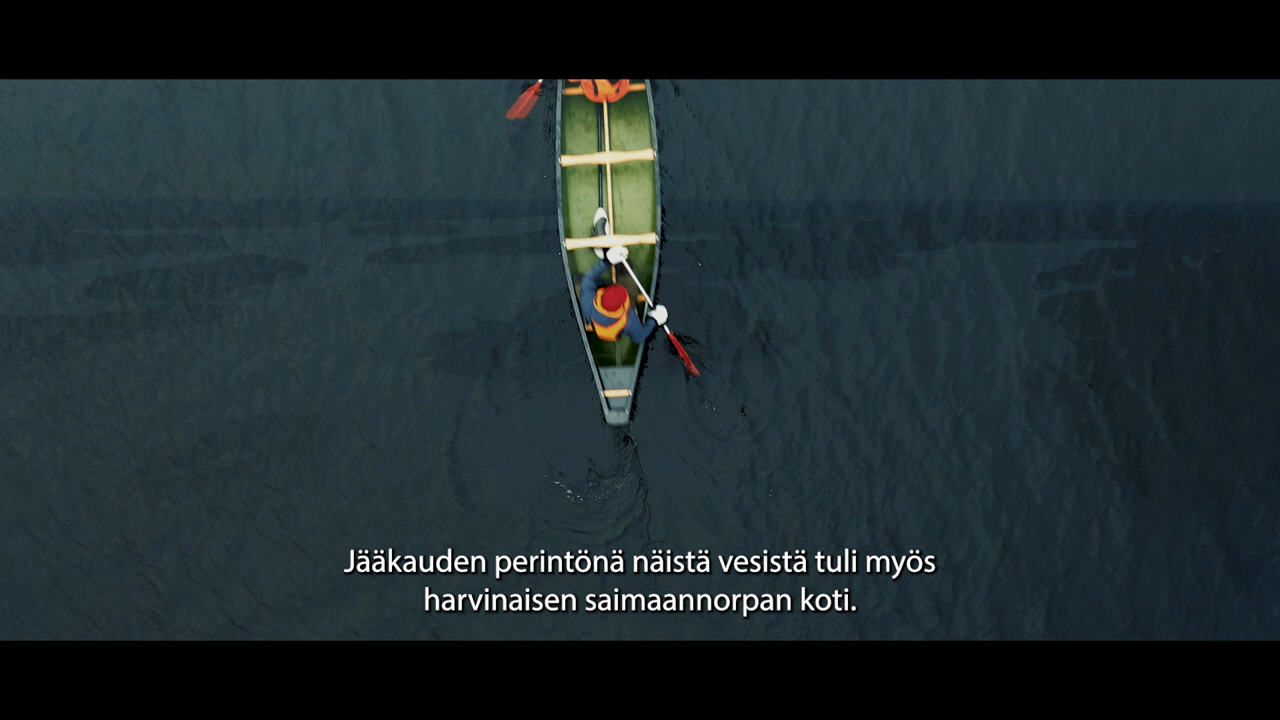 Jääkauden perintönä näistä vesistä tuli myös
harvinaisen saimaannorpan koti.